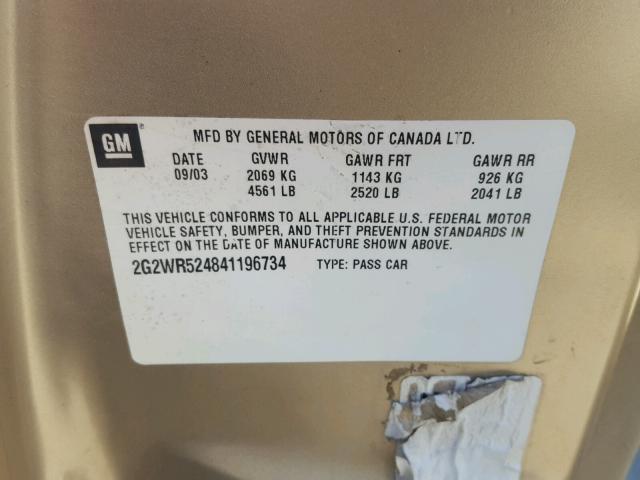 GM
MFD BY GENERAL MOTORS OF CANADA LTD.
DATE GVWR GAWR FRT GAWR RR
09/03 2069 KG 1143 KG 926 KG
4561 LB 2520 LB 2041 LB
THIS VEHICLE CONFORMS TO ALL APPLICABLE U.S. FEDERAL MOTOR
VEHICLE SAFETY, BUMPER, AND THEFT PREVENTION STANDARDS IN
EFFECT ON THE DATE OF MANUFACTURE SHOWN ABOVE.
2G2WR524841196734 TYPE: PASS CAR